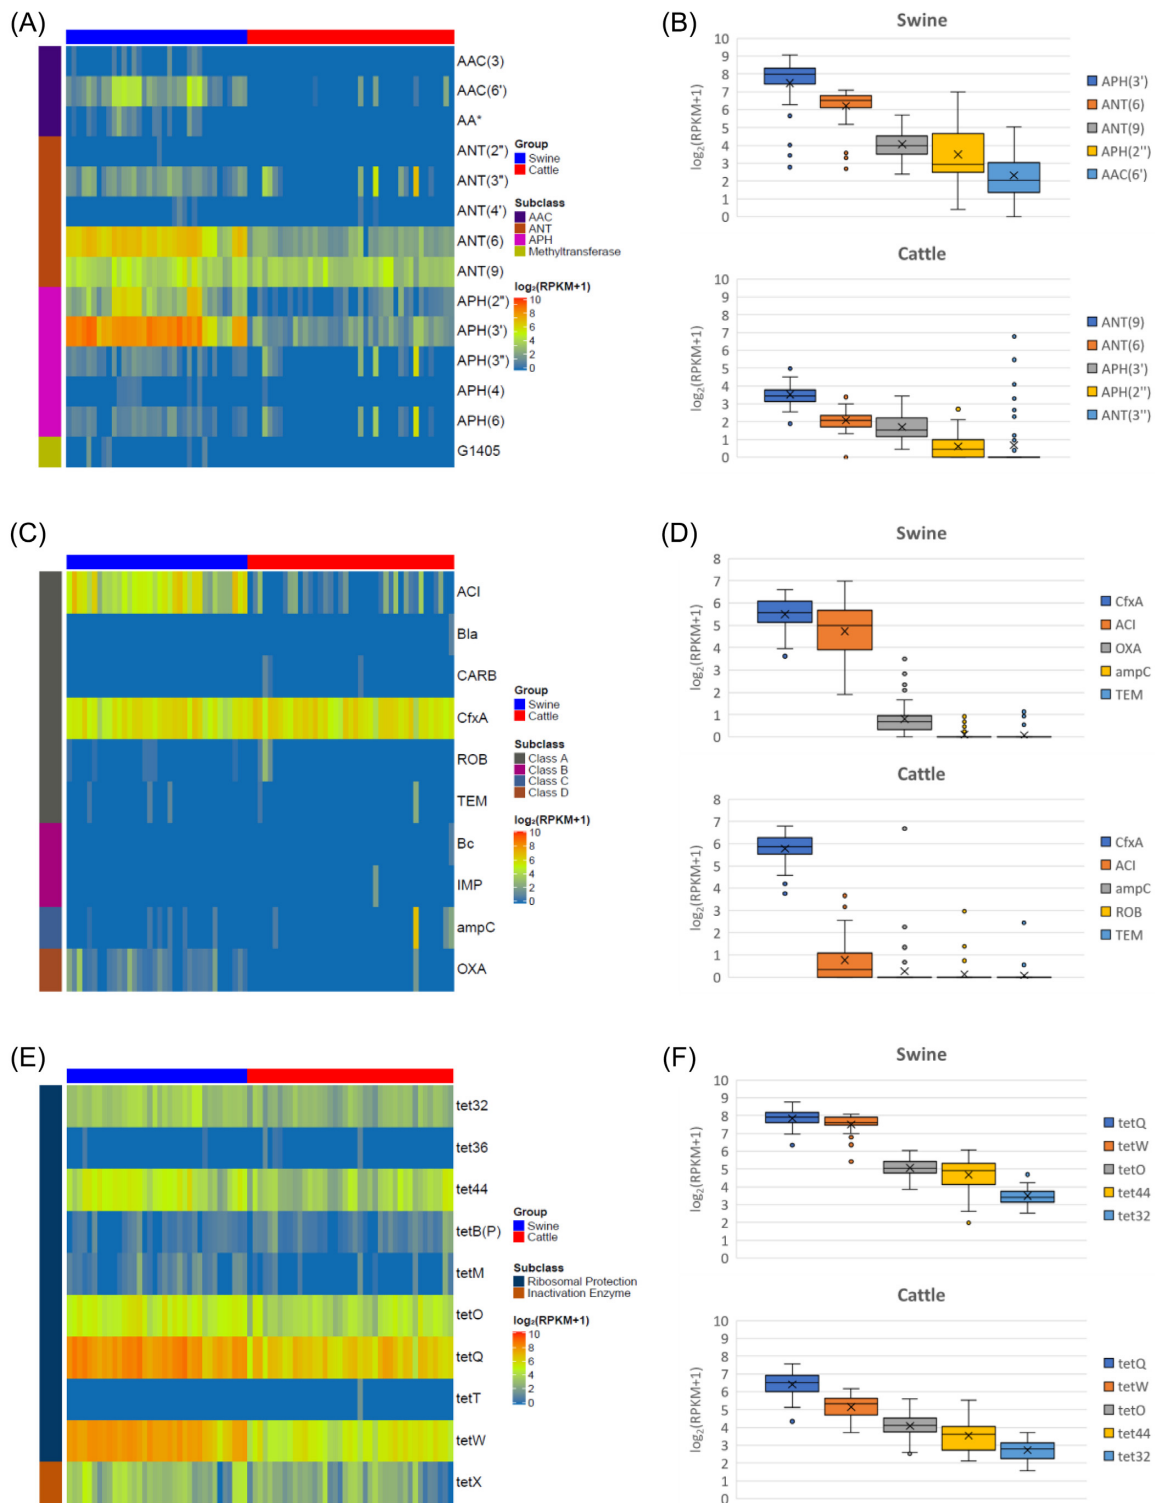 (A)
AAC(3)
AAC(6')
AA*
ANT(2")
ANT(3")
ANT(4')
ANT(6)
ANT(9)
APH(2")
APH(3')
APH(3")
APH(4)
APH(6)
G1405
Group
Swine
Cattle
Subclass
AAC
ANT
APH
Methyltransferase
log₂(RPKM+1)
10
8
6
4
2
0
(B)
Swine
log₂(RPKM+1)
10
9
8
7
6
5
4
3
2
1
0
APH(3')
ANT(6)
ANT(9)
APH(2'')
AAC(6')
Cattle
log₂(RPKM+1)
10
9
8
7
6
5
4
3
2
1
0
ANT(9)
ANT(6)
APH(3')
APH(2'')
ANT(3'')
(C)
ACI
Bla
CARB
CfxA
ROB
TEM
Bc
IMP
ampC
OXA
Group
Swine
Cattle
Subclass
Class A
Class B
Class C
Class D
log₂(RPKM+1)
10
8
6
4
2
0
(D)
Swine
log₂(RPKM+1)
8
7
6
5
4
3
2
1
0
CfxA
ACI
OXA
ampC
TEM
Cattle
log₂(RPKM+1)
8
7
6
5
4
3
2
1
0
CfxA
ACI
ampC
ROB
TEM
(E)
tet32
tet36
tet44
tetB(P)
tetM
tetO
tetQ
tetT
tetW
tetX
Group
Swine
Cattle
Subclass
Ribosomal Protection
Inactivation Enzyme
log₂(RPKM+1)
10
8
6
4
2
0
(F)
Swine
log₂(RPKM+1)
10
9
8
7
6
5
4
3
2
1
0
tetQ
tetW
tetO
tet44
tet32
Cattle
log₂(RPKM+1)
10
9
8
7
6
5
4
3
2
1
0
tetQ
tetW
tetO
tet44
tet32